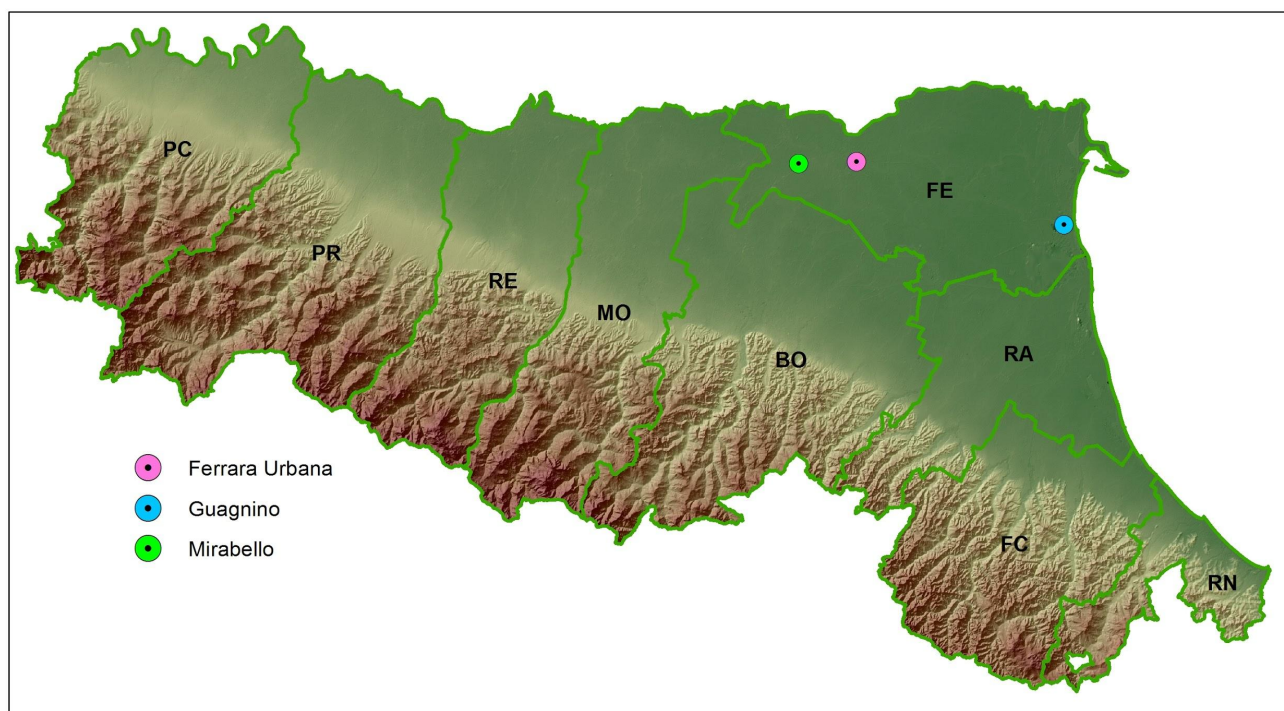 PC
FE
PR
RE
MO
RA
BO
Ferrara Urbana
Guagnino
Mirabello
FC
RN